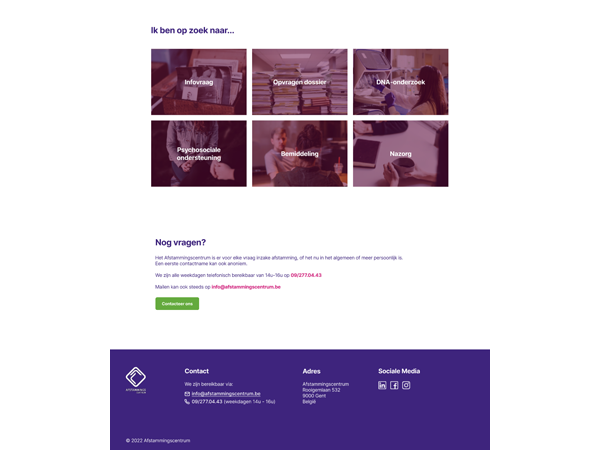 Ik ben op zoek naar...
Infovraag
Opvragen dossier
DNA-onderzoek
Psychosociale
ondersteuning
Bemiddeling
Nazorg
Nog vragen?
Het Afstammingscentrum is er voor elke vraag inzake afstamming, of het nu in het algemeen of meer persoonlijk is.
Een eerste contactname kan ook anoniem.
We zijn alle weekdagen telefonisch bereikbaar van 14u-16u op 09/277.04.43
Mailen kan ook steeds op info@afstammingscentrum.be
Contacteer ons
Contact
We zijn bereikbaar via:
info@afstammingscentrum.be
09/277.04.43 (weekdagen 14u - 16u)
Adres
Afstammingscentrum
Rooigemlaan 532
9000 Gent
België
Sociale Media
© 2022 Afstammingscentrum